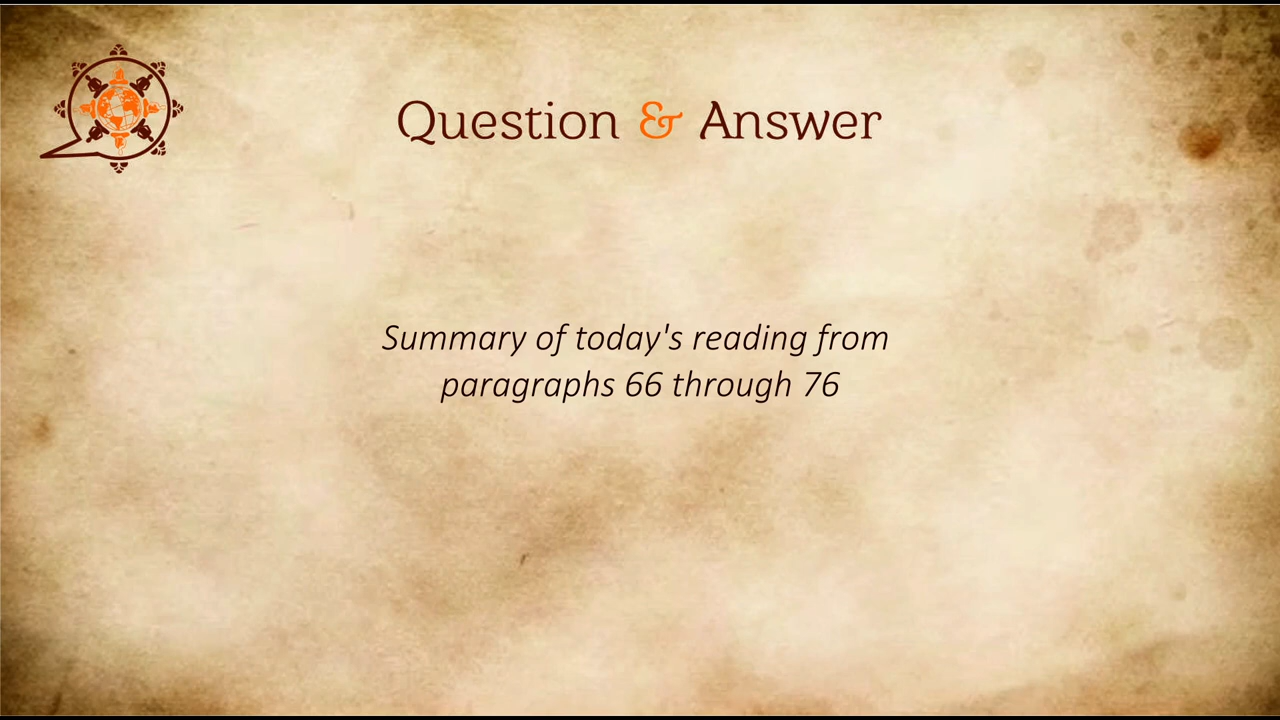 Question & Answer
Summary of today's reading from
paragraphs 66 through 76